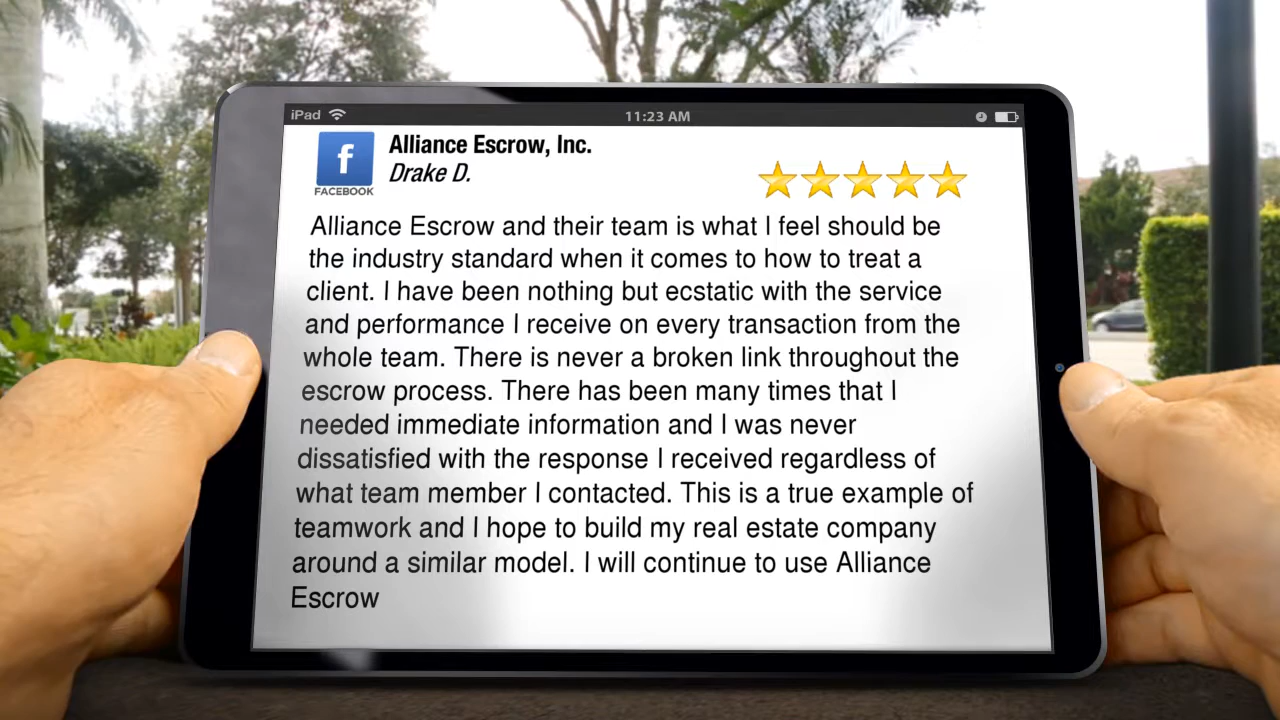 iPad 11:23 AM
Alliance Escrow, Inc.
Drake D.
f
FACEBOOK
Alliance Escrow and their team is what I feel should be
the industry standard when it comes to how to treat a
client. I have been nothing but ecstatic with the service
and performance I receive on every transaction from the
whole team. There is never a broken link throughout the
escrow process. There has been many times that I
needed immediate information and I was never
dissatisfied with the response I received regardless of
what team member I contacted. This is a true example of
teamwork and I hope to build my real estate company
around a similar model. I will continue to use Alliance
Escrow